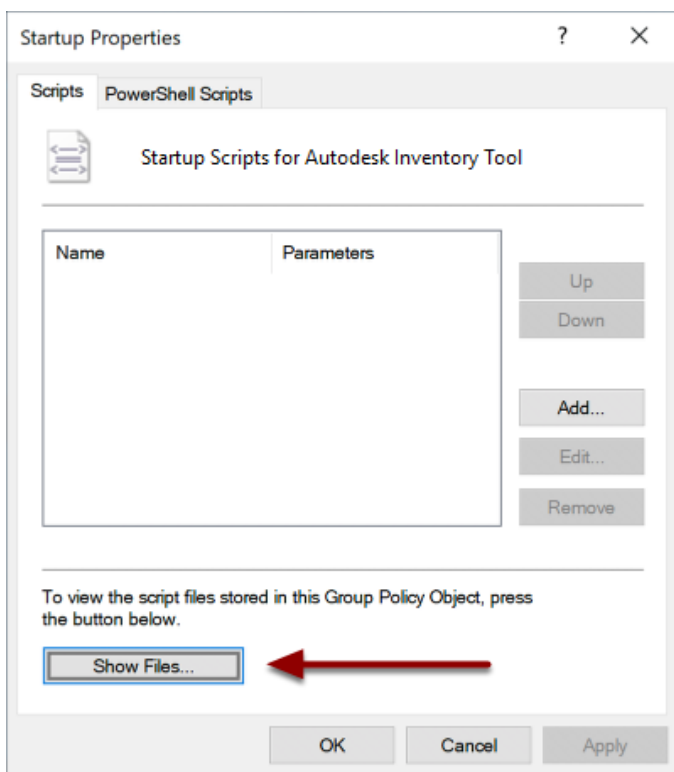 Startup Properties ? ×
Scripts PowerShell Scripts
Startup Scripts for Autodesk Inventory Tool
Name Parameters
Up
Down
Add...
Edit...
Remove
To view the script files stored in this Group Policy Object, press
the button below.
Show Files...
OK Cancel Apply